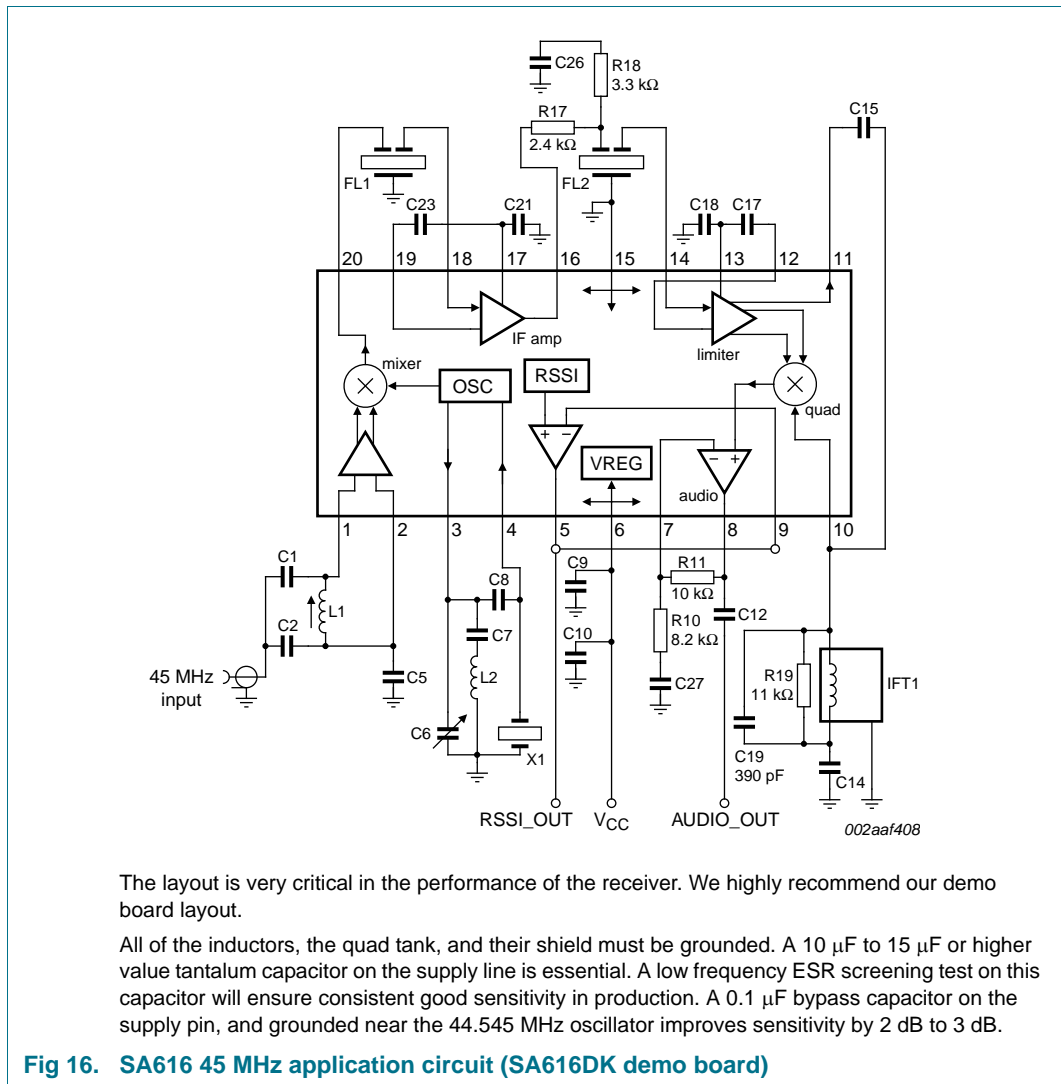 C26
R18
3.3 kΩ
R17
2.4 kΩ
C15
FL1
FL2
C23
C21
C18
C17
20 19 18 17 16 15 14 13 12 11
IF amp
limiter
mixer
OSC
RSSI
quad
+ −
VREG
− +
audio
1 2 3 4 5 6 7 8 9 10
C1
L1
C2
C5
45 MHz
input
C8
C7
L2
C6
X1
C9
C10
R11
10 kΩ
R10
8.2 kΩ
C12
C27
R19
11 kΩ
IFT1
C19
390 pF
C14
RSSI_OUT
VCC
AUDIO_OUT
002aaf408
The layout is very critical in the performance of the receiver. We highly recommend our demo
board layout.
All of the inductors, the quad tank, and their shield must be grounded. A 10 μF to 15 μF or higher
value tantalum capacitor on the supply line is essential. A low frequency ESR screening test on this
capacitor will ensure consistent good sensitivity in production. A 0.1 μF bypass capacitor on the
supply pin, and grounded near the 44.545 MHz oscillator improves sensitivity by 2 dB to 3 dB.
Fig 16. SA616 45 MHz application circuit (SA616DK demo board)